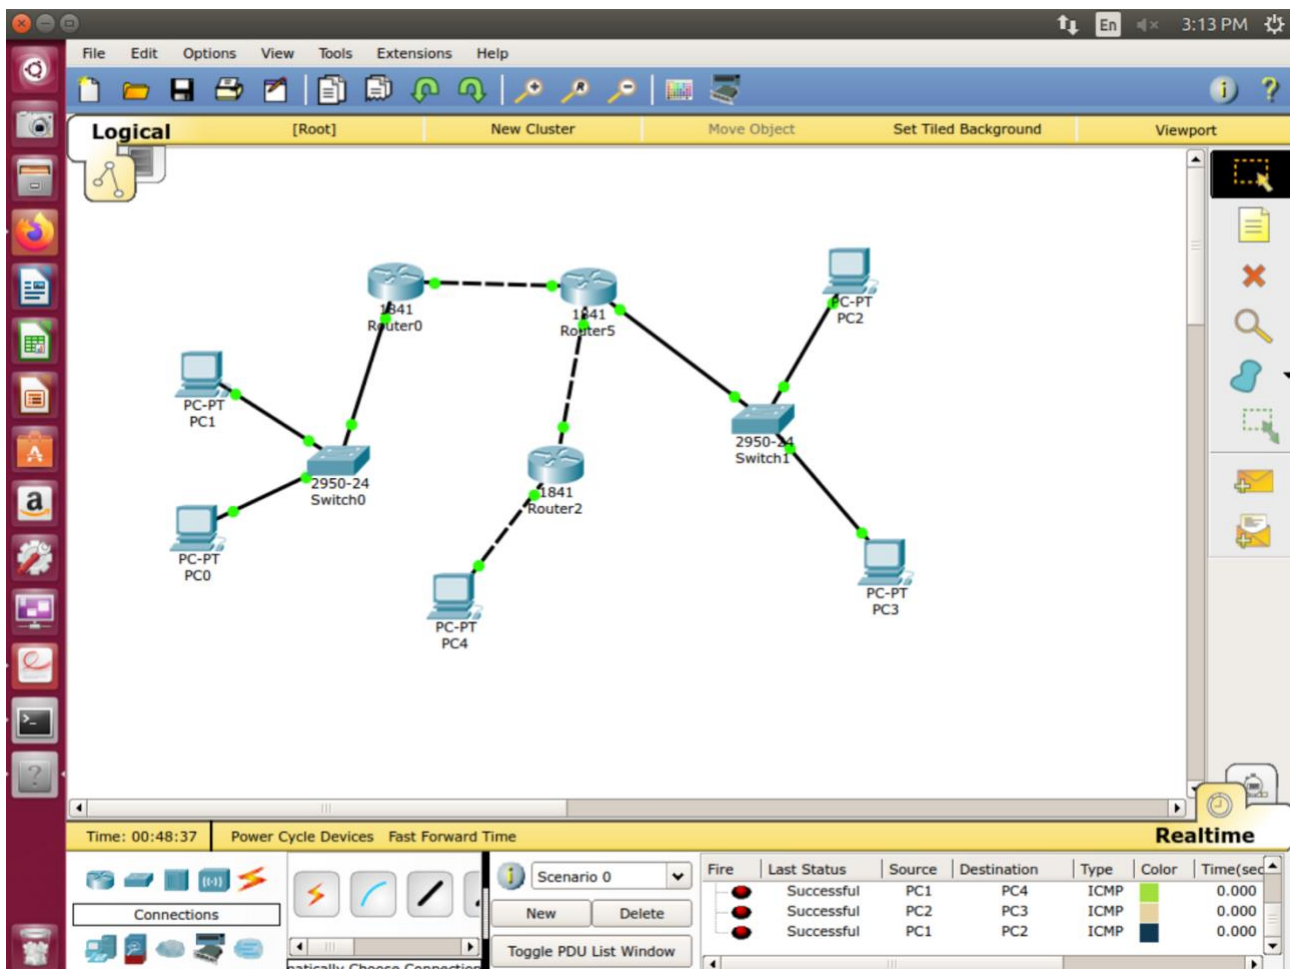 En 3:13 PM
File Edit Options View Tools Extensions Help
Logical [Root] New Cluster Move Object Set Tiled Background Viewport
1841
Router0
1841
Router5
PC-PT
PC2
PC-PT
PC1
2950-24
Switch0
2950-24
Switch1
1841
Router2
PC-PT
PC0
PC-PT
PC4
PC-PT
PC3
Time: 00:48:37 Power Cycle Devices Fast Forward Time Realtime
Connections
Scenario 0
New Delete
Toggle PDU List Window
Fire Last Status Source Destination Type Color Time(sec
Successful PC1 PC4 ICMP 0.000
Successful PC2 PC3 ICMP 0.000
Successful PC1 PC2 ICMP 0.000